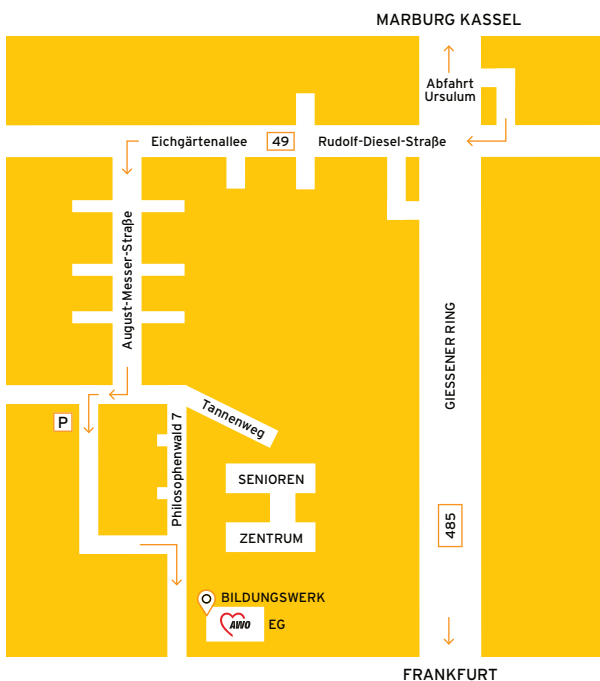 MARBURG KASSEL
Abfahrt
Ursulum
Eichgärtenallee
49
Rudolf-Diesel-Straße
August-Messer-Straße
GIESSENER RING
Tannenweg
P
Philosophenwald 7
SENIOREN
ZENTRUM
485
BILDUNGSWERK
AWO
EG
FRANKFURT